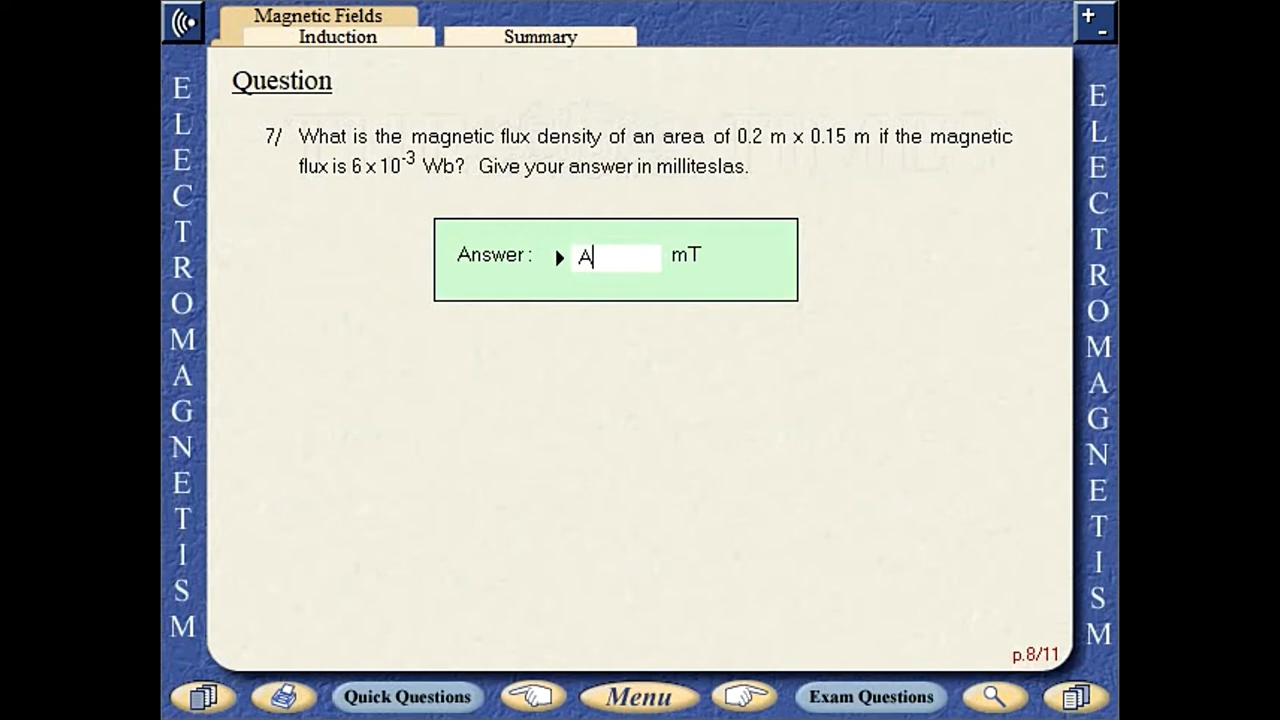 Magnetic Fields
Induction
Summary
+
-
ELECTROMAGNETISM
ELECTROMAGNETISM
Question
7/ What is the magnetic flux density of an area of 0.2 m x 0.15 m if the magnetic
flux is 6 x 10⁻³ Wb? Give your answer in milliteslas.
Answer: A mT
p.8/11
Quick Questions
Menu
Exam Questions